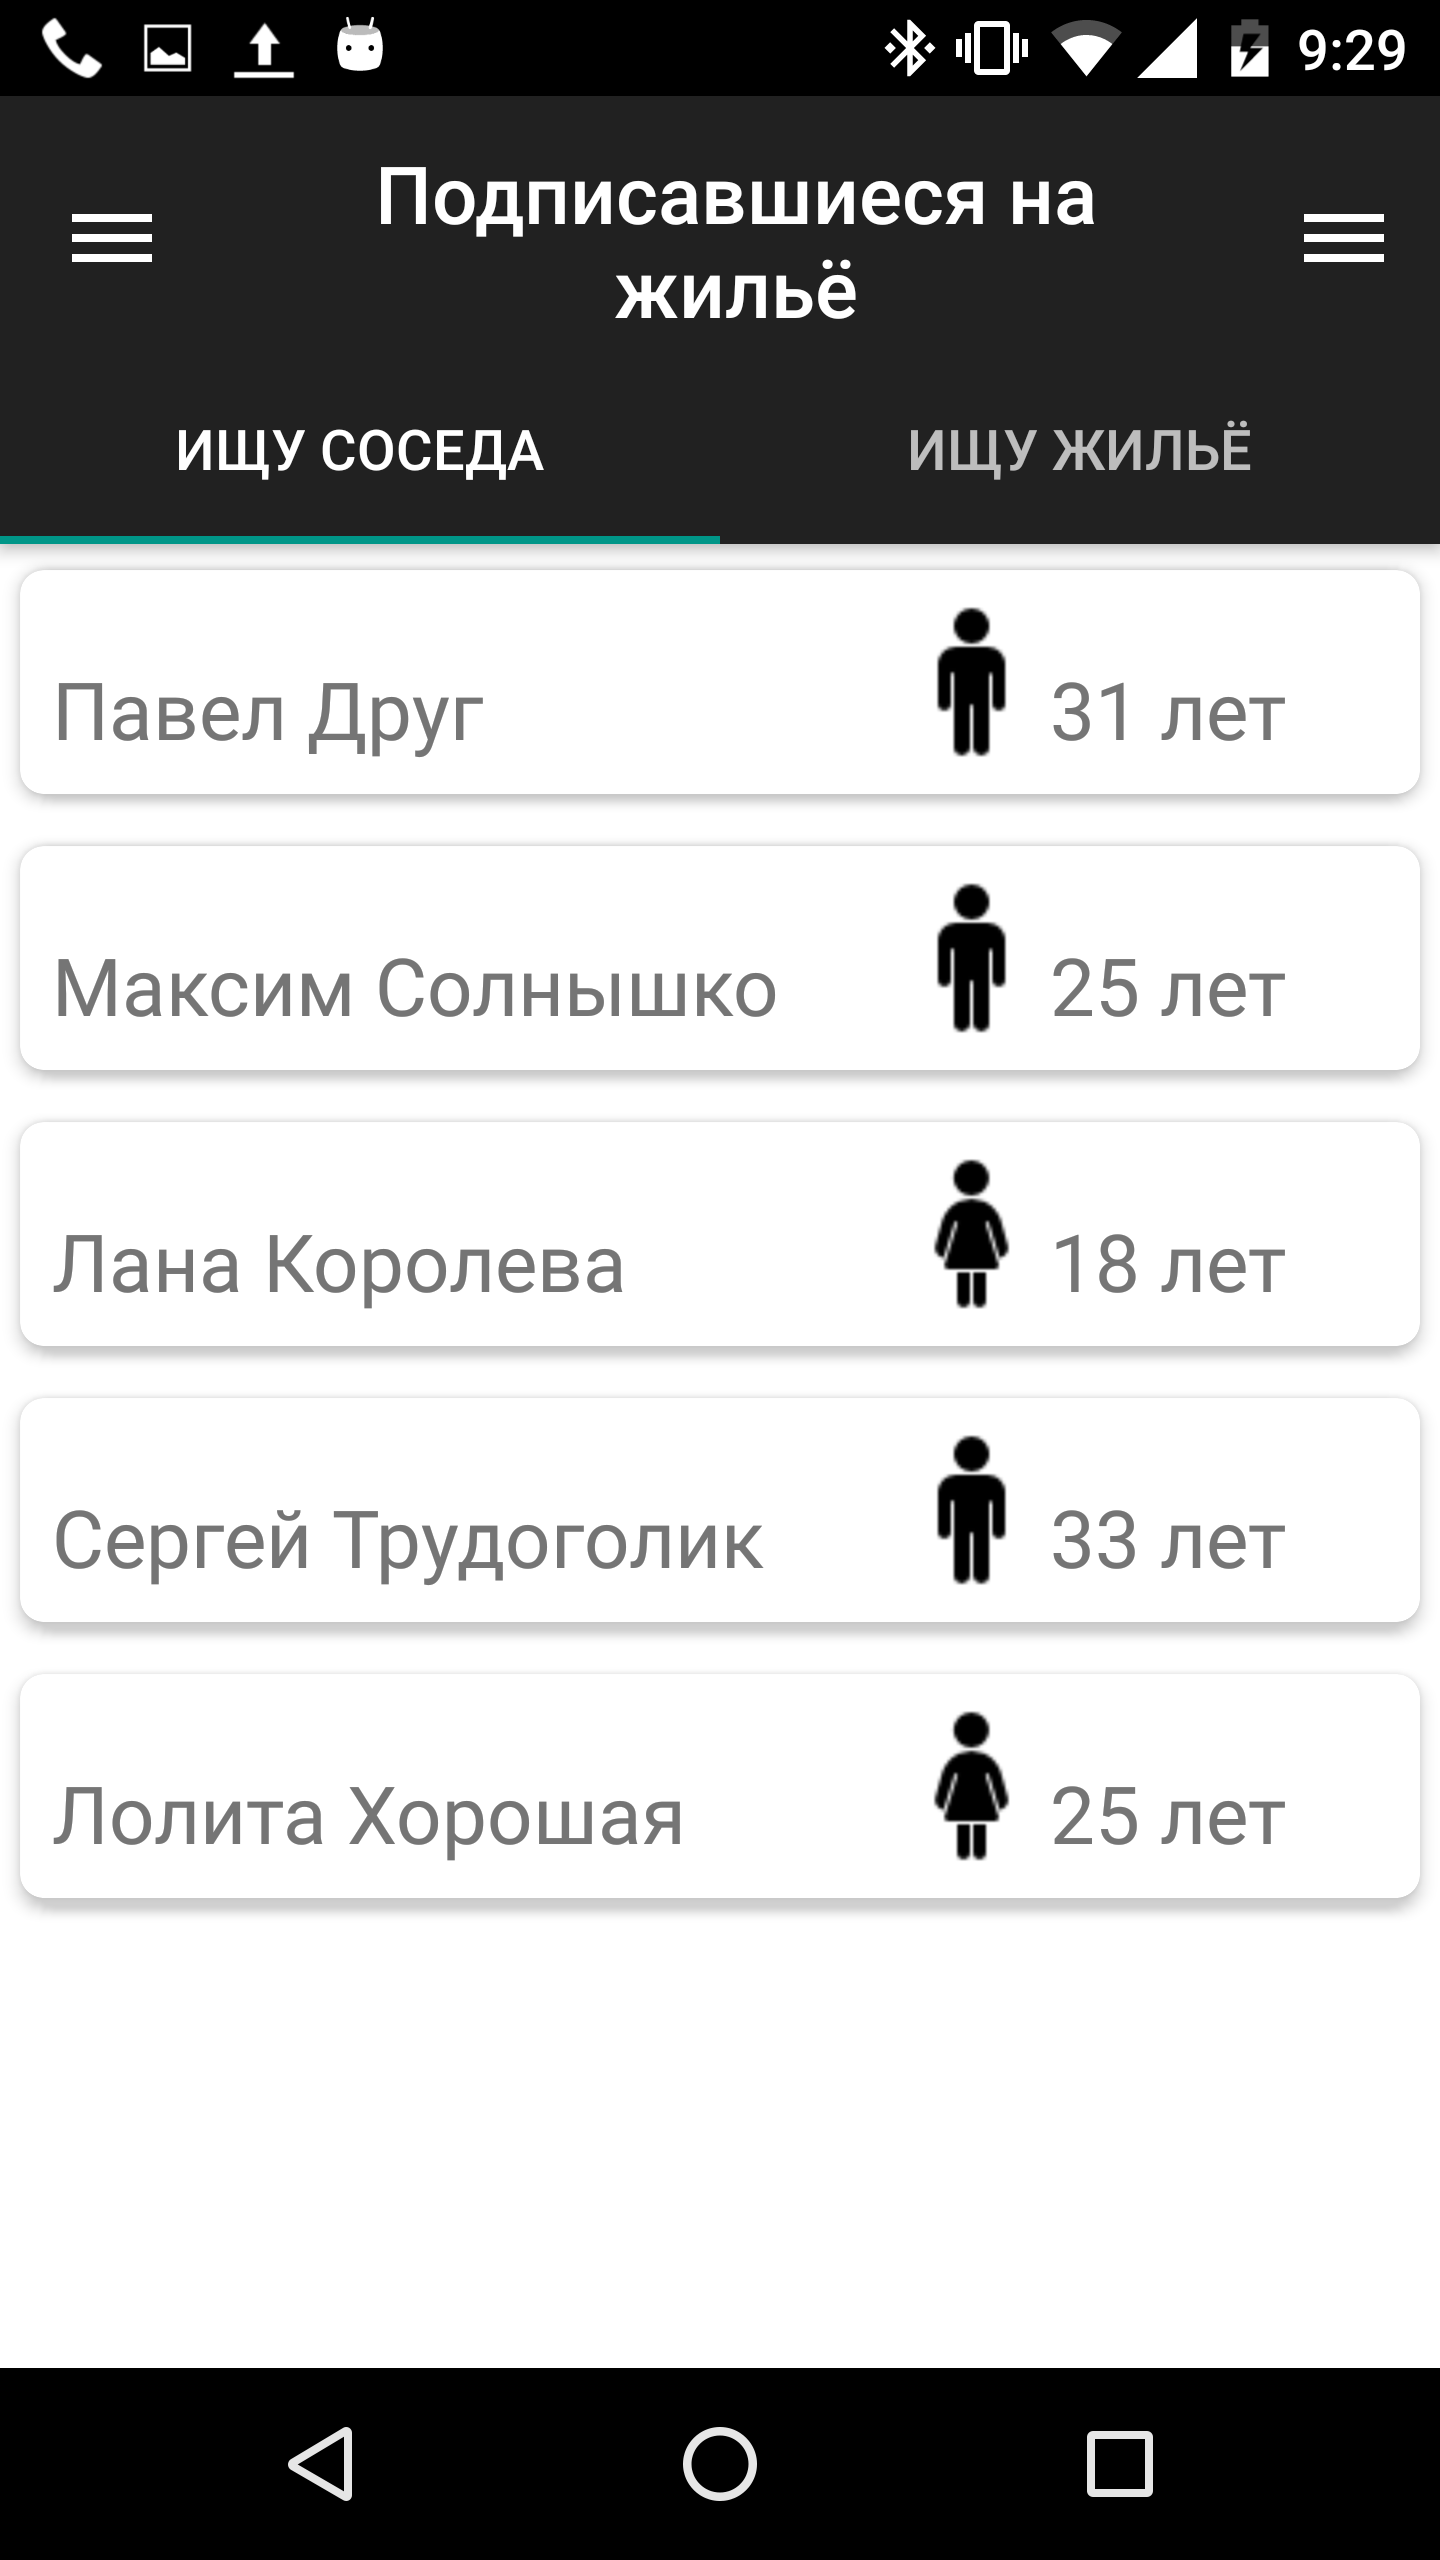 9:29
Подписавшиеся на
жильё
ИЩУ СОСЕДА ИЩУ ЖИЛЬЁ
Павел Друг 31 лет
Максим Солнышко 25 лет
Лана Королева 18 лет
Сергей Трудоголик 33 лет
Лолита Хорошая 25 лет